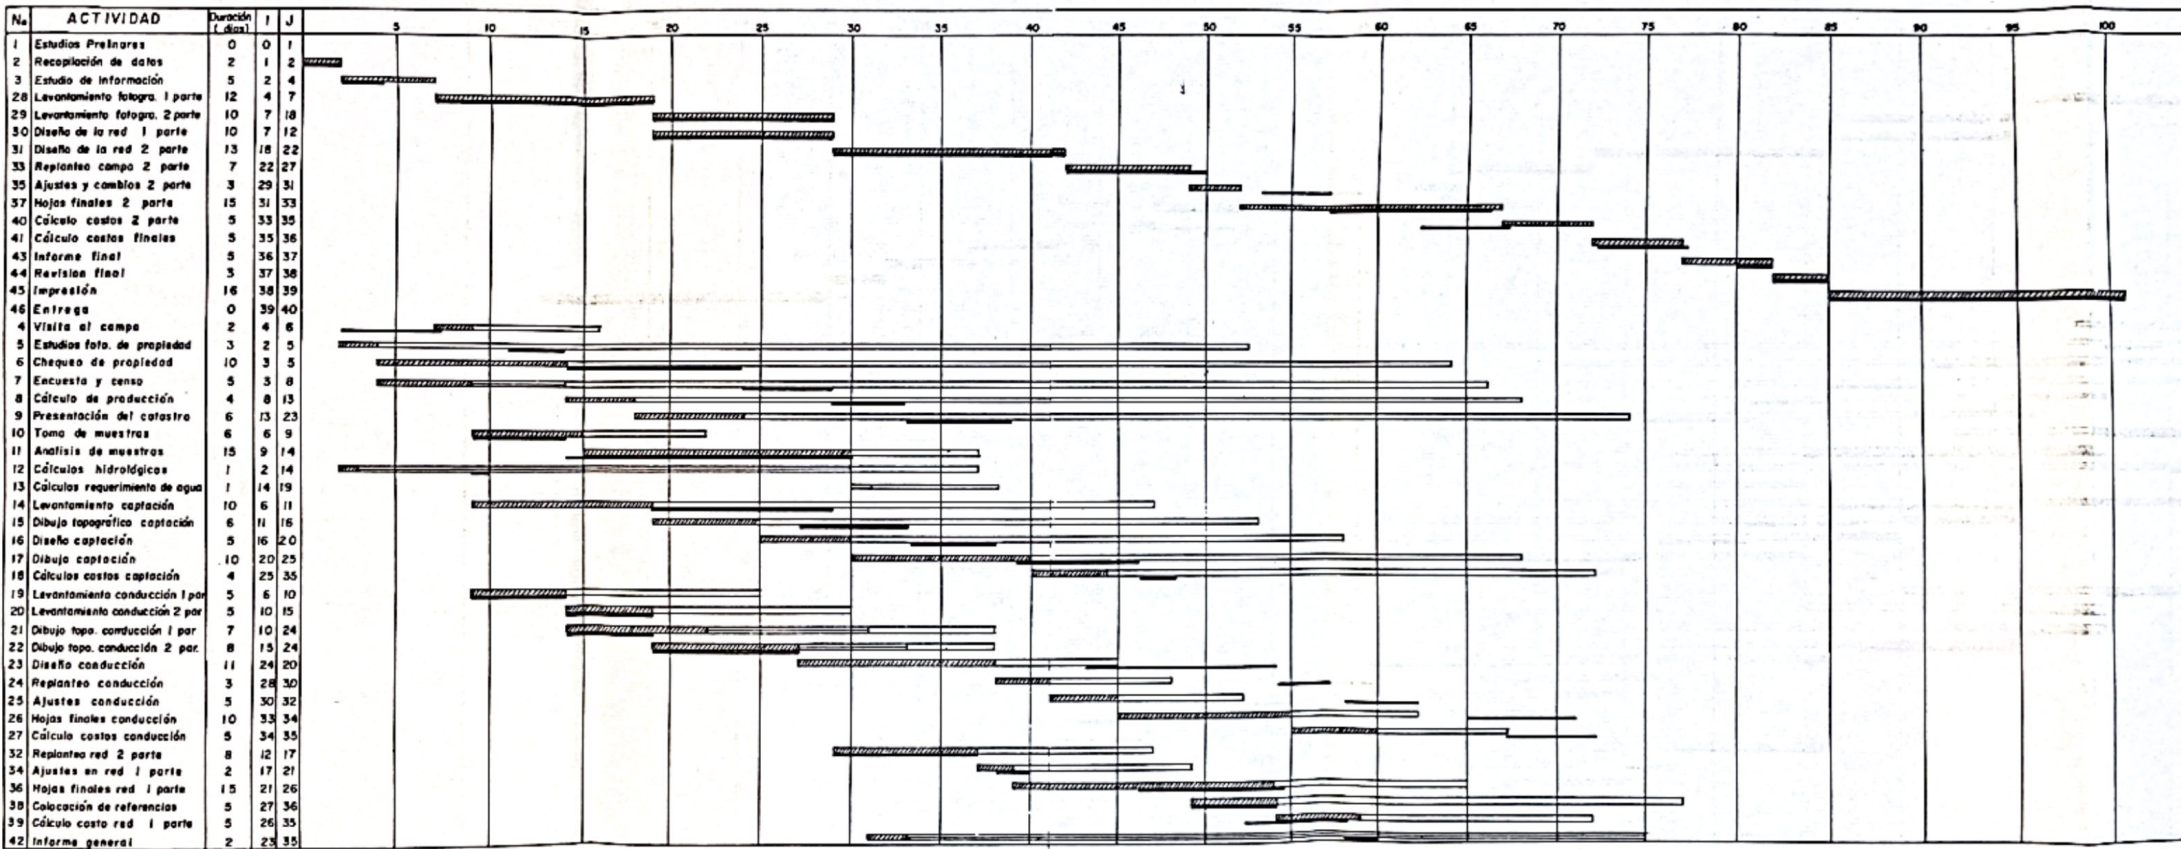 No ACTIVIDAD Duración (dias) I J 5 10 15 20 25 30 35 40 45 50 55 60 65 70 75 80 85 90 95 100
1 Estudios Prelinares 0 0 1
2 Recopilación de datos 2 1 2
3 Estudio de Información 5 2 4
28 Levantamiento fotogra. 1 parte 12 4 7
29 Levantamiento fotogra. 2 parte 10 7 18
30 Diseño de la red 1 parte 10 7 12
31 Diseño de la red 2 parte 13 18 22
33 Replanteo campo 2 parte 7 22 27
35 Ajustes y cambios 2 parte 3 29 31
37 Hojas finales 2 parte 15 31 33
40 Cálculo costos 2 parte 5 33 35
41 Cálculo costos finales 5 35 36
43 Informe final 5 36 37
44 Revision final 3 37 38
45 Impresión 16 38 39
46 Entrega 0 39 40
4 Visita al campo 2 4 6
5 Estudios foto. de propiedad 3 2 5
6 Chequeo de propiedad 10 3 5
7 Encuesta y censo 5 3 8
8 Cálculo de producción 4 8 13
9 Presentación del catastro 6 13 23
10 Toma de muestras 6 6 9
11 Analisis de muestras 15 9 14
12 Cálculos hidrológicos 1 2 14
13 Cálculos requerimiento de agua 1 14 19
14 Levantamiento captación 10 6 11
15 Dibujo topográfico captación 6 11 16
16 Diseño captación 5 16 20
17 Dibujo captación 10 20 25
18 Cálculos costos captación 4 25 35
19 Levantamiento conducción 1 par 5 6 10
20 Levantamiento conducción 2 par 5 10 15
21 Dibujo topo. conducción 1 par 7 10 24
22 Dibujo topo. conducción 2 par. 8 15 24
23 Diseño conducción 11 24 20
24 Replanteo conducción 3 28 30
25 Ajustes conducción 5 30 32
26 Hojas finales conducción 10 33 34
27 Cálculo costos conducción 5 34 35
32 Replanteo red 2 parte 8 12 17
34 Ajustes en red 1 parte 2 17 21
36 Hojas finales red 1 parte 15 21 26
38 Colocación de referencias 5 27 36
39 Cálculo costo red 1 parte 5 26 35
42 Informe general 2 23 35